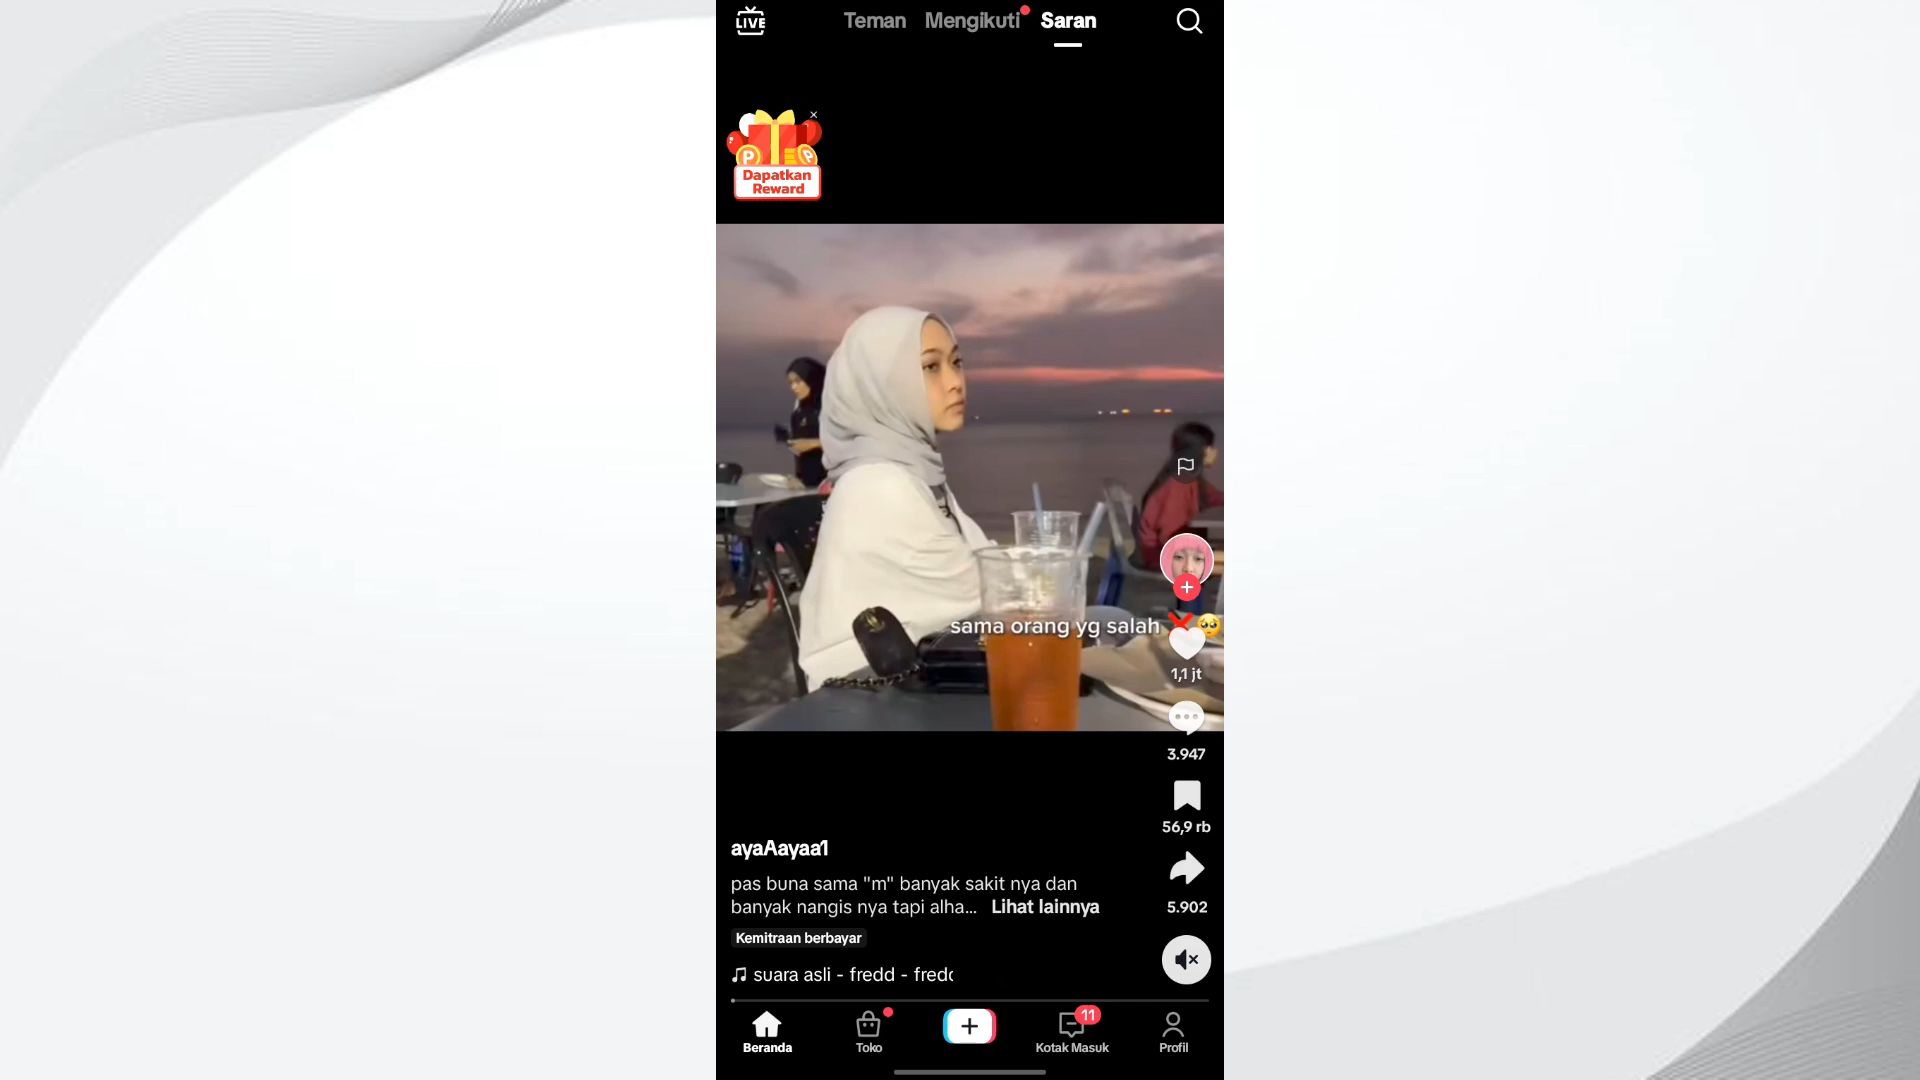 LIVE
Teman Mengikuti Saran
Dapatkan
Reward
sama orang yg salah
1,1 jt
3.947
56,9 rb
5.902
ayaAayaa1
pas buna sama "m" banyak sakit nya dan
banyak nangis nya tapi alha... Lihat lainnya
Kemitraan berbayar
suara asli - fredd - fredd
Beranda Toko 11 Kotak Masuk Profil